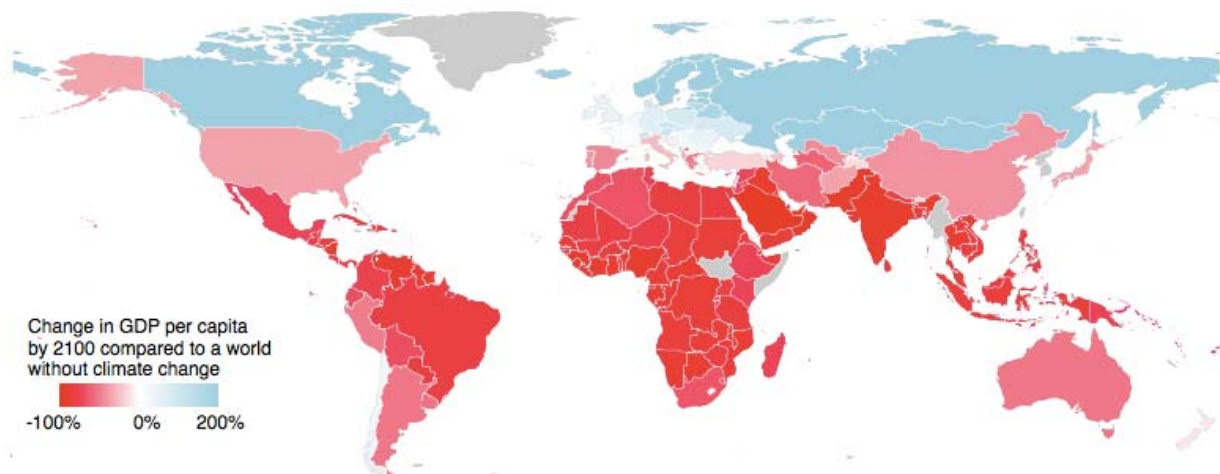 Change in GDP per capita
by 2100 compared to a world
without climate change
-100% 0% 200%